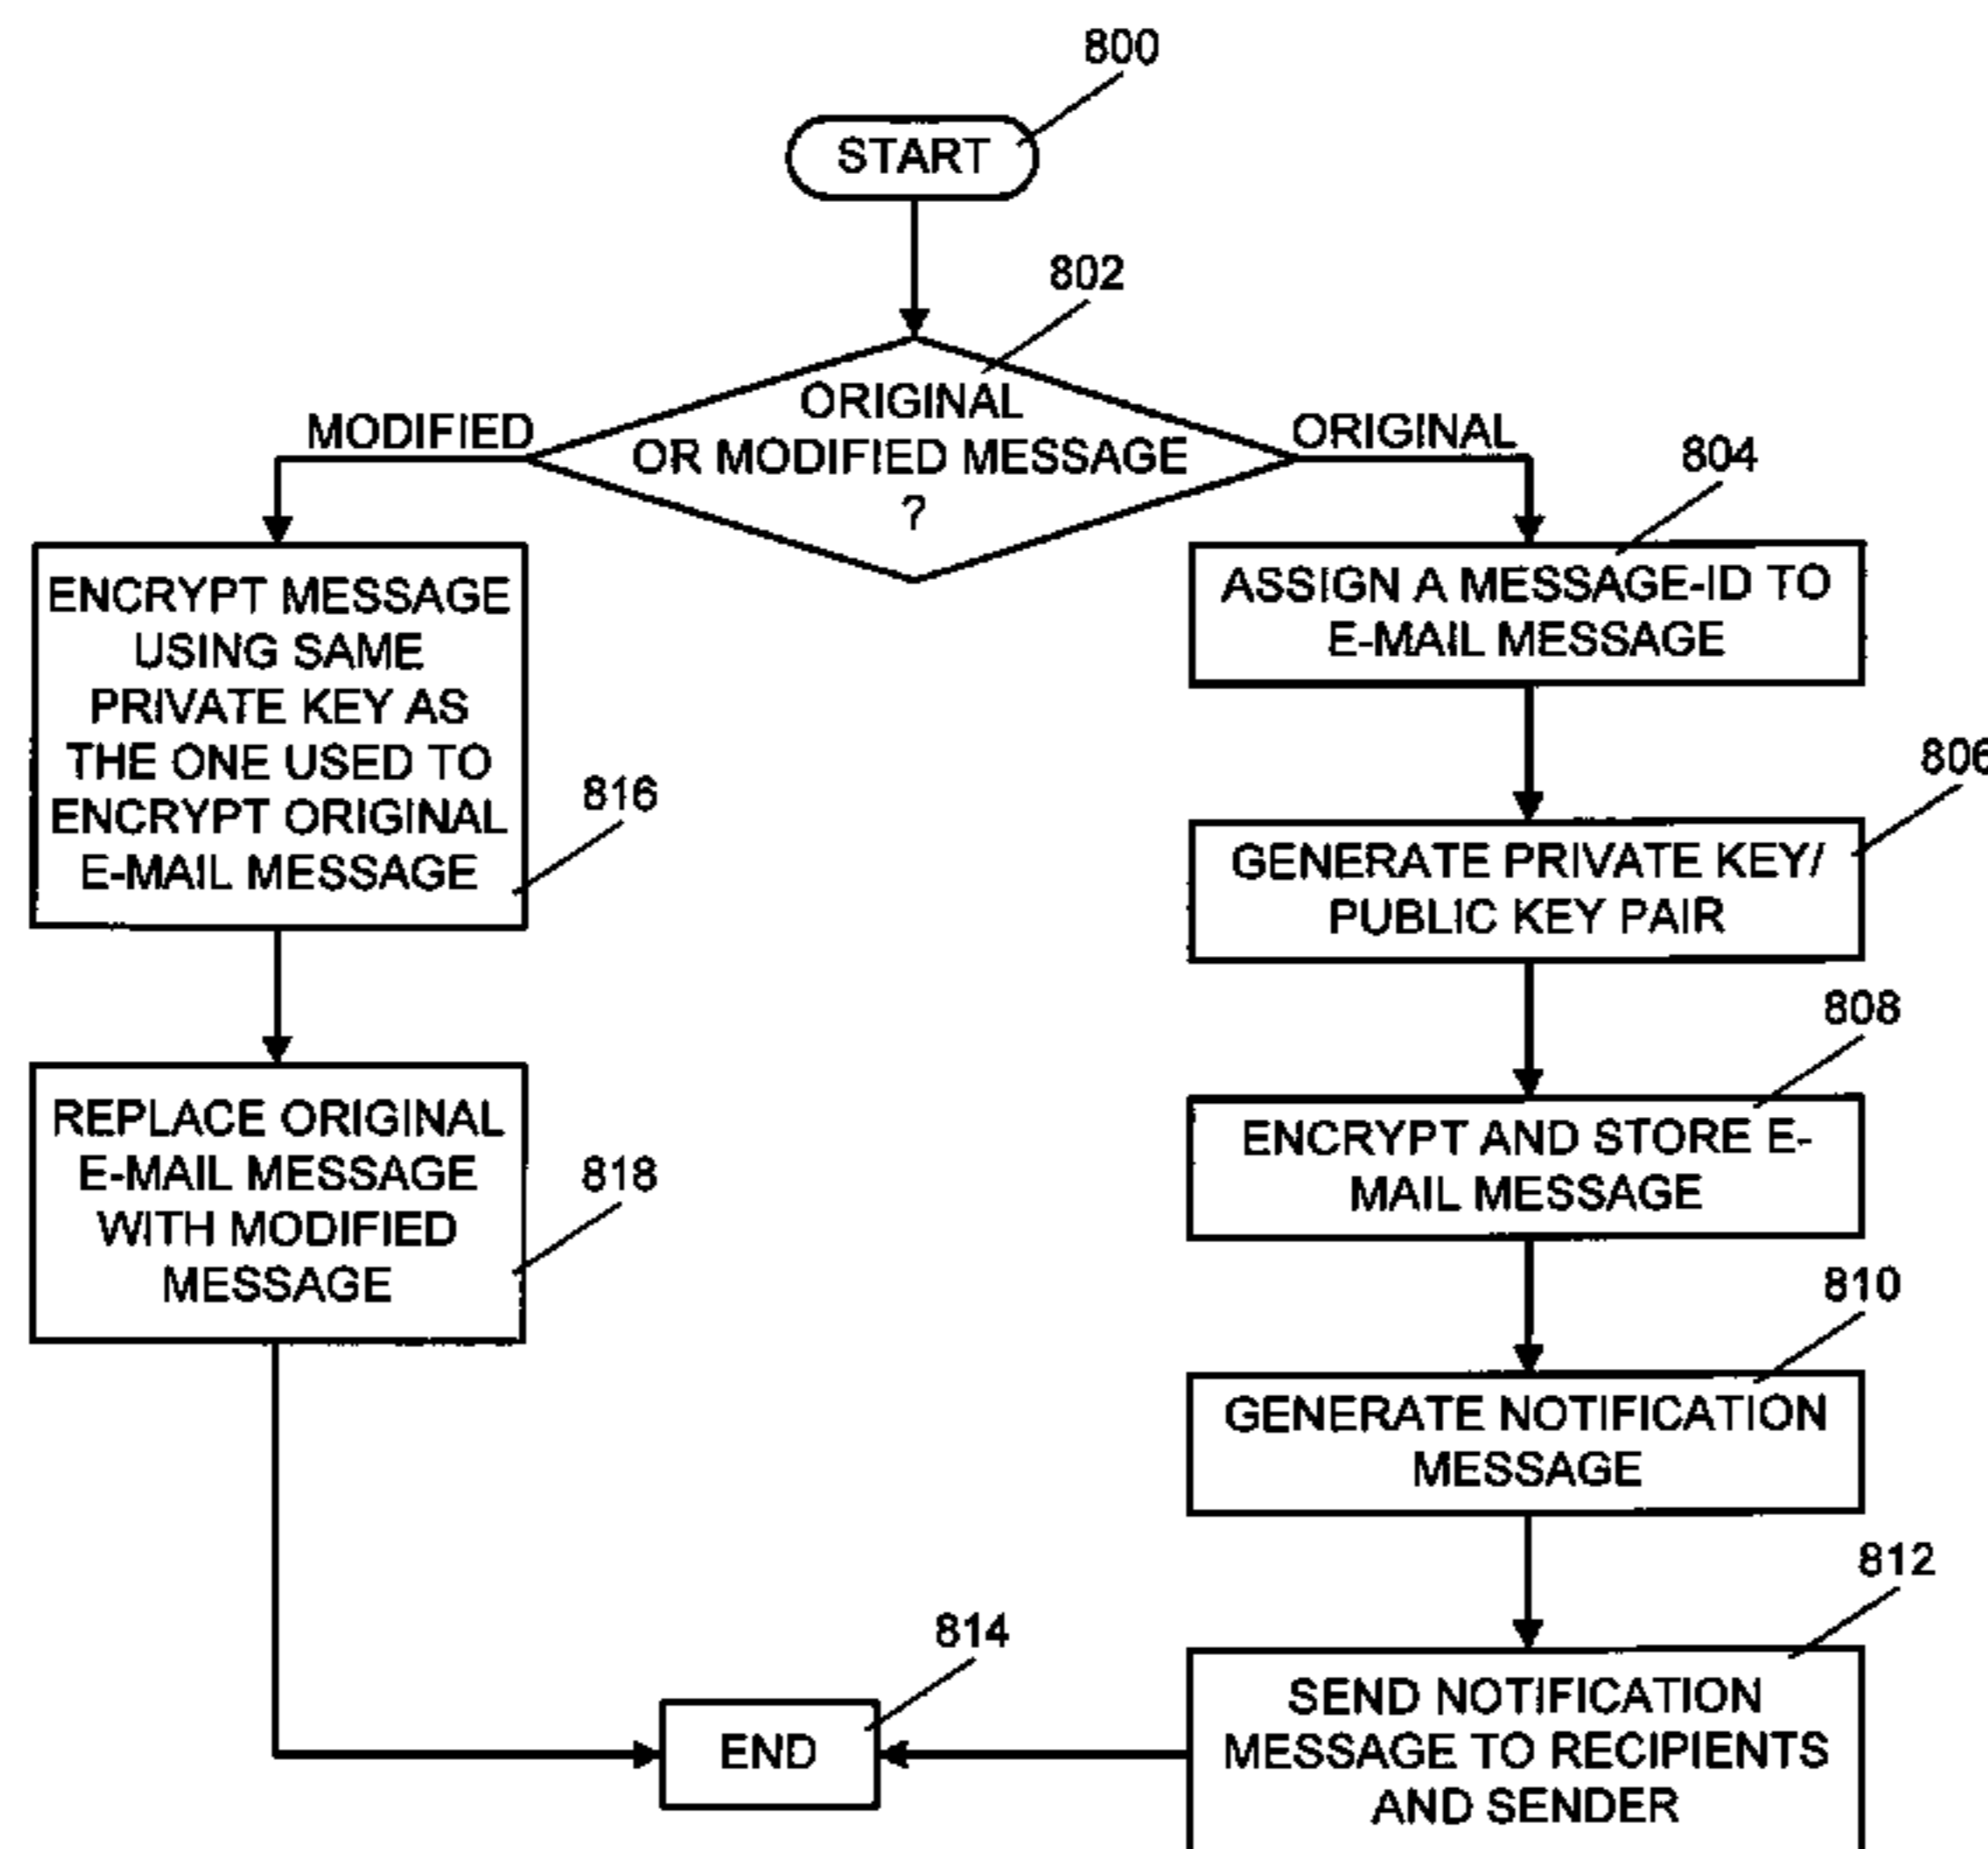 800
START
802
ORIGINAL
OR MODIFIED MESSAGE
?
MODIFIED
ORIGINAL
804
ASSIGN A MESSAGE-ID TO
E-MAIL MESSAGE
806
GENERATE PRIVATE KEY/
PUBLIC KEY PAIR
808
ENCRYPT AND STORE E-
MAIL MESSAGE
810
GENERATE NOTIFICATION
MESSAGE
812
SEND NOTIFICATION
MESSAGE TO RECIPIENTS
AND SENDER
ENCRYPT MESSAGE
USING SAME
PRIVATE KEY AS
THE ONE USED TO
ENCRYPT ORIGINAL
E-MAIL MESSAGE
816
REPLACE ORIGINAL
E-MAIL MESSAGE
WITH MODIFIED
MESSAGE
818
814
END